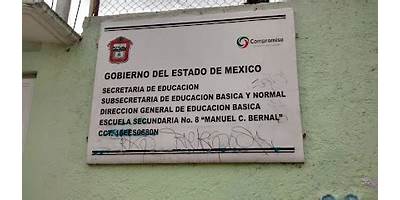 Compromiso
GOBIERNO DEL ESTADO DE MEXICO
SECRETARIA DE EDUCACION
SUBSECRETARIA DE EDUCACION BASICA Y NORMAL
DIRECCION GENERAL DE EDUCACION BASICA
ESCUELA SECUNDARIA No. 8 "MANUEL C. BERNAL"